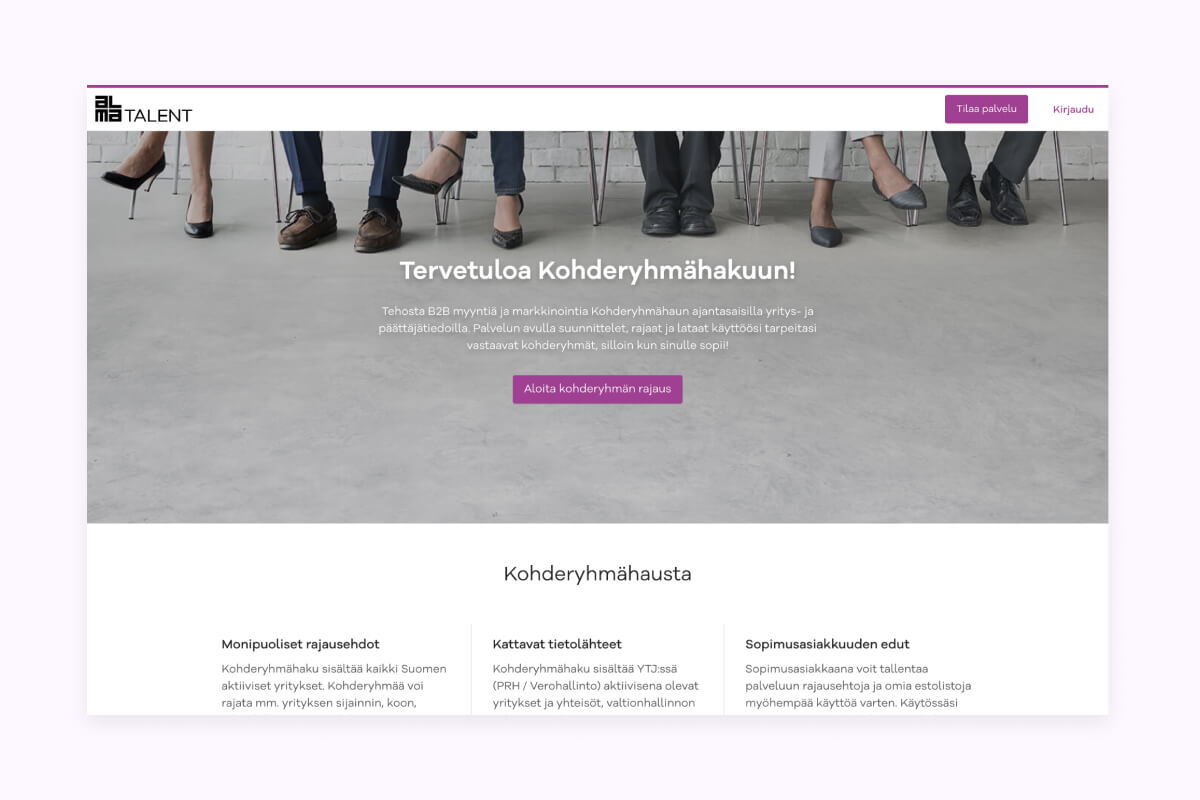 alma TALENT
Tilaa palvelu
Kirjaudu
Tervetuloa Kohderyhmähakuun!
Tehosta B2B myyntiä ja markkinointia Kohderyhmähaun ajantasaisilla yritys- ja
päättäjätiedoilla. Palvelun avulla suunnittelet, rajaat ja lataat käyttöösi tarpeitasi
vastaavat kohderyhmät, silloin kun sinulle sopii!
Aloita kohderyhmän rajaus
Kohderyhmähausta
Monipuoliset rajausehdot
Kohderyhmähaku sisältää kaikki Suomen
aktiiviset yritykset. Kohderyhmää voi
rajata mm. yrityksen sijainnin, koon,
Kattavat tietolähteet
Kohderyhmähaku sisältää YTJ:ssä
(PRH / Verohallinto) aktiivisena olevat
yritykset ja yhteisöt, valtionhallinnon
Sopimusasiakkuuden edut
Sopimusasiakkaana voit tallentaa
palveluun rajausehtoja ja omia estolistoja
myöhempää käyttöä varten. Käytössäsi